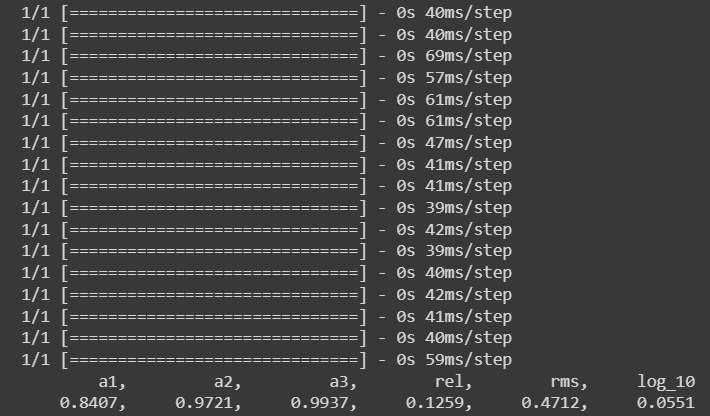 1/1 [==============================] - 0s 40ms/step
1/1 [==============================] - 0s 40ms/step
1/1 [==============================] - 0s 69ms/step
1/1 [==============================] - 0s 57ms/step
1/1 [==============================] - 0s 61ms/step
1/1 [==============================] - 0s 61ms/step
1/1 [==============================] - 0s 47ms/step
1/1 [==============================] - 0s 41ms/step
1/1 [==============================] - 0s 41ms/step
1/1 [==============================] - 0s 39ms/step
1/1 [==============================] - 0s 42ms/step
1/1 [==============================] - 0s 39ms/step
1/1 [==============================] - 0s 40ms/step
1/1 [==============================] - 0s 42ms/step
1/1 [==============================] - 0s 41ms/step
1/1 [==============================] - 0s 40ms/step
1/1 [==============================] - 0s 59ms/step
a1, a2, a3, rel, rms, log_10
0.8407, 0.9721, 0.9937, 0.1259, 0.4712, 0.0551